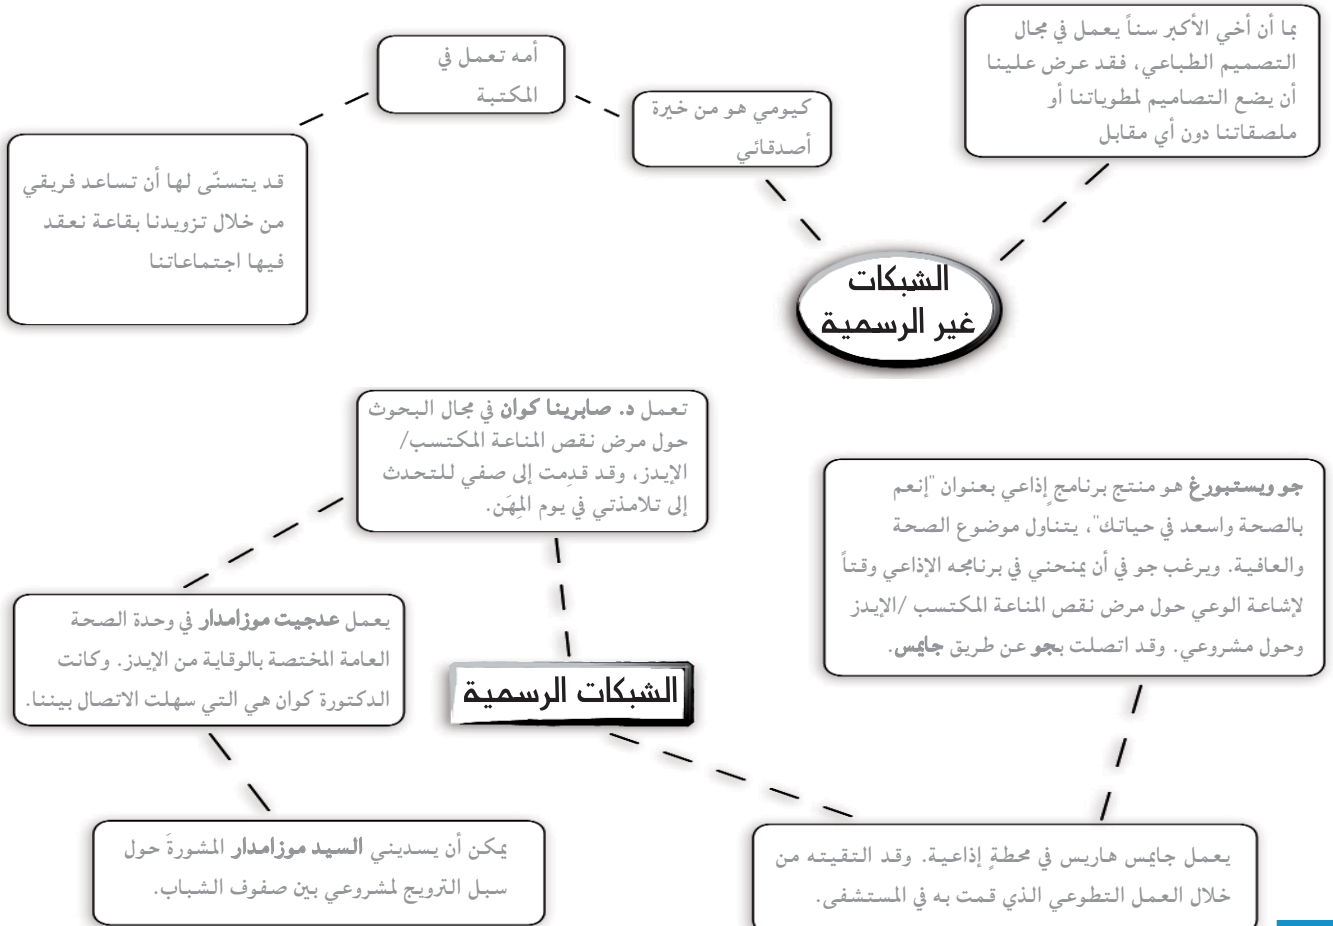 بما أن أخي الأكبر سناً يعمل في مجال
التصميم الطباعي، فقد عرض علينا
أن يضع التصاميم لمطوياتنا أو
ملصقاتنا دون أي مقابل
كيومي هو من خيرة
أصدقائي
أمه تعمل في
المكتبة
قد يتسنّى لها أن تساعد فريقي
من خلال تزويدنا بقاعة نعقد
فيها اجتماعاتنا
الشبكات
غير الرسمية
تعمل د. صابرينا كوان في مجال البحوث
حول مرض نقص المناعة المكتسب/
الإيدز، وقد قدِمت إلى صفي للتحدث
إلى تلامذتي في يوم المِهَن.
جو ويستبورغ هو منتج برنامجٍ إذاعي بعنوان "إنعم
بالصحة واسعد في حياتك"، يتناول موضوع الصحة
والعافية. ويرغب جو في أن يمنحني في برنامجه الإذاعي وقتاً
لإشاعة الوعي حول مرض نقص المناعة المكتسب /الإيدز
وحول مشروعي. وقد اتصلت بجو عن طريق جايمس.
يعمل عدجيت موزامدار في وحدة الصحة
العامة المختصة بالوقاية من الإيدز. وكانت
الدكتورة كوان هي التي سهلت الاتصال بيننا.
الشبكات الرسمية
يمكن أن يسديني السيد موزامدار المشورةَ حول
سبل الترويج لمشروعي بين صفوف الشباب.
يعمل جايمس هاريس في محطةٍ إذاعية. وقد التقيته من
خلال العمل التطوعي الذي قمت به في المستشفى.